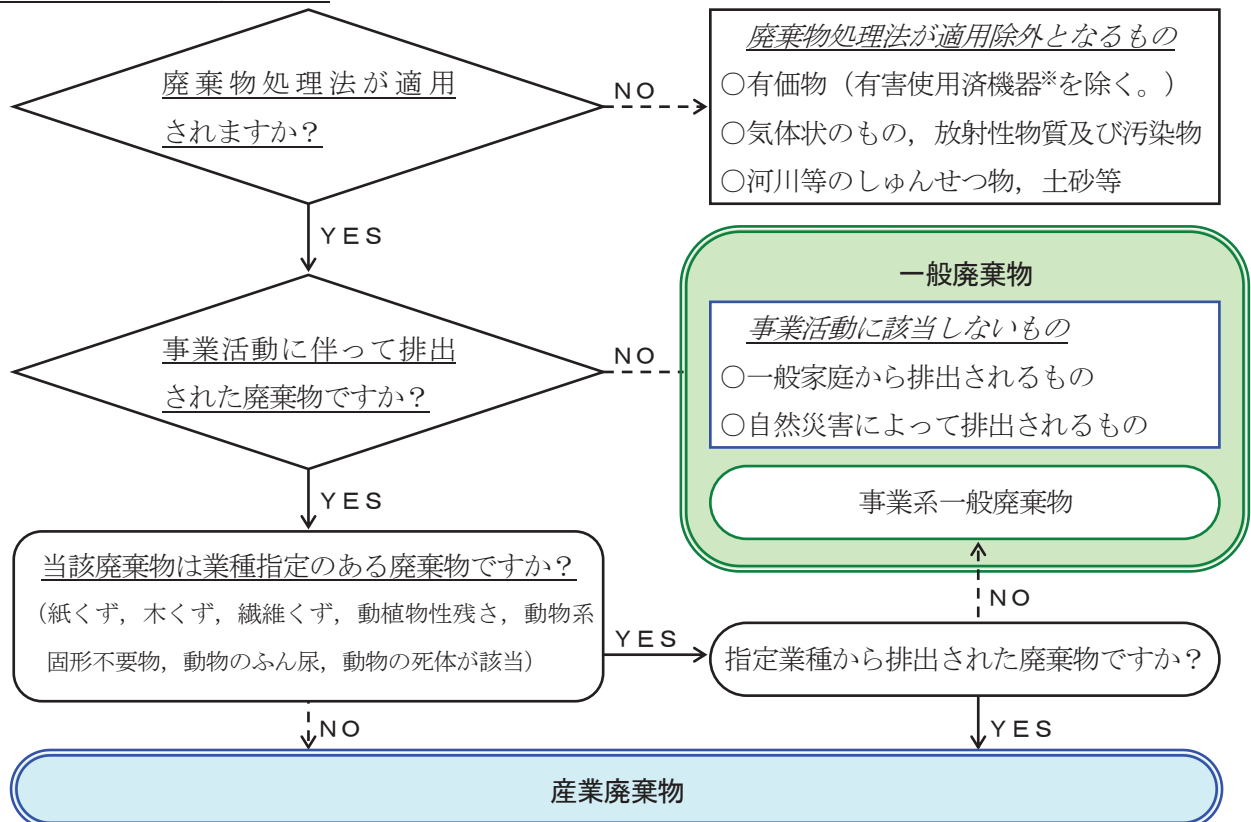 廃棄物処理法が適用
されますか？
NO
廃棄物処理法が適用除外となるもの
○有価物（有害使用済機器※を除く。）
○気体状のもの，放射性物質及び汚染物
○河川等のしゅんせつ物，土砂等
YES
事業活動に伴って排出
された廃棄物ですか？
NO
一般廃棄物
事業活動に該当しないもの
○一般家庭から排出されるもの
○自然災害によって排出されるもの
事業系一般廃棄物
YES
当該廃棄物は業種指定のある廃棄物ですか？
（紙くず，木くず，繊維くず，動植物性残さ，動物系
固形不要物，動物のふん尿，動物の死体が該当）
YES
NO
指定業種から排出された廃棄物ですか？
NO
YES
産業廃棄物